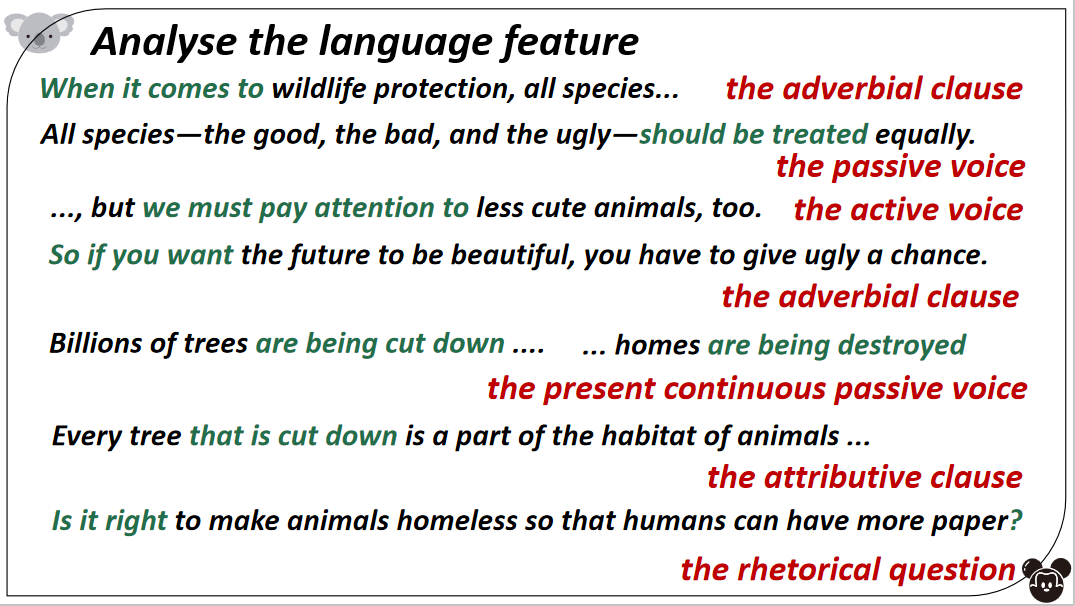 Analyse the language feature
When it comes to wildlife protection, all species... the adverbial clause
All species—the good, the bad, and the ugly—should be treated equally.
the passive voice
..., but we must pay attention to less cute animals, too. the active voice
So if you want the future to be beautiful, you have to give ugly a chance.
the adverbial clause
Billions of trees are being cut down .... ... homes are being destroyed
the present continuous passive voice
Every tree that is cut down is a part of the habitat of animals ...
the attributive clause
Is it right to make animals homeless so that humans can have more paper?
the rhetorical question